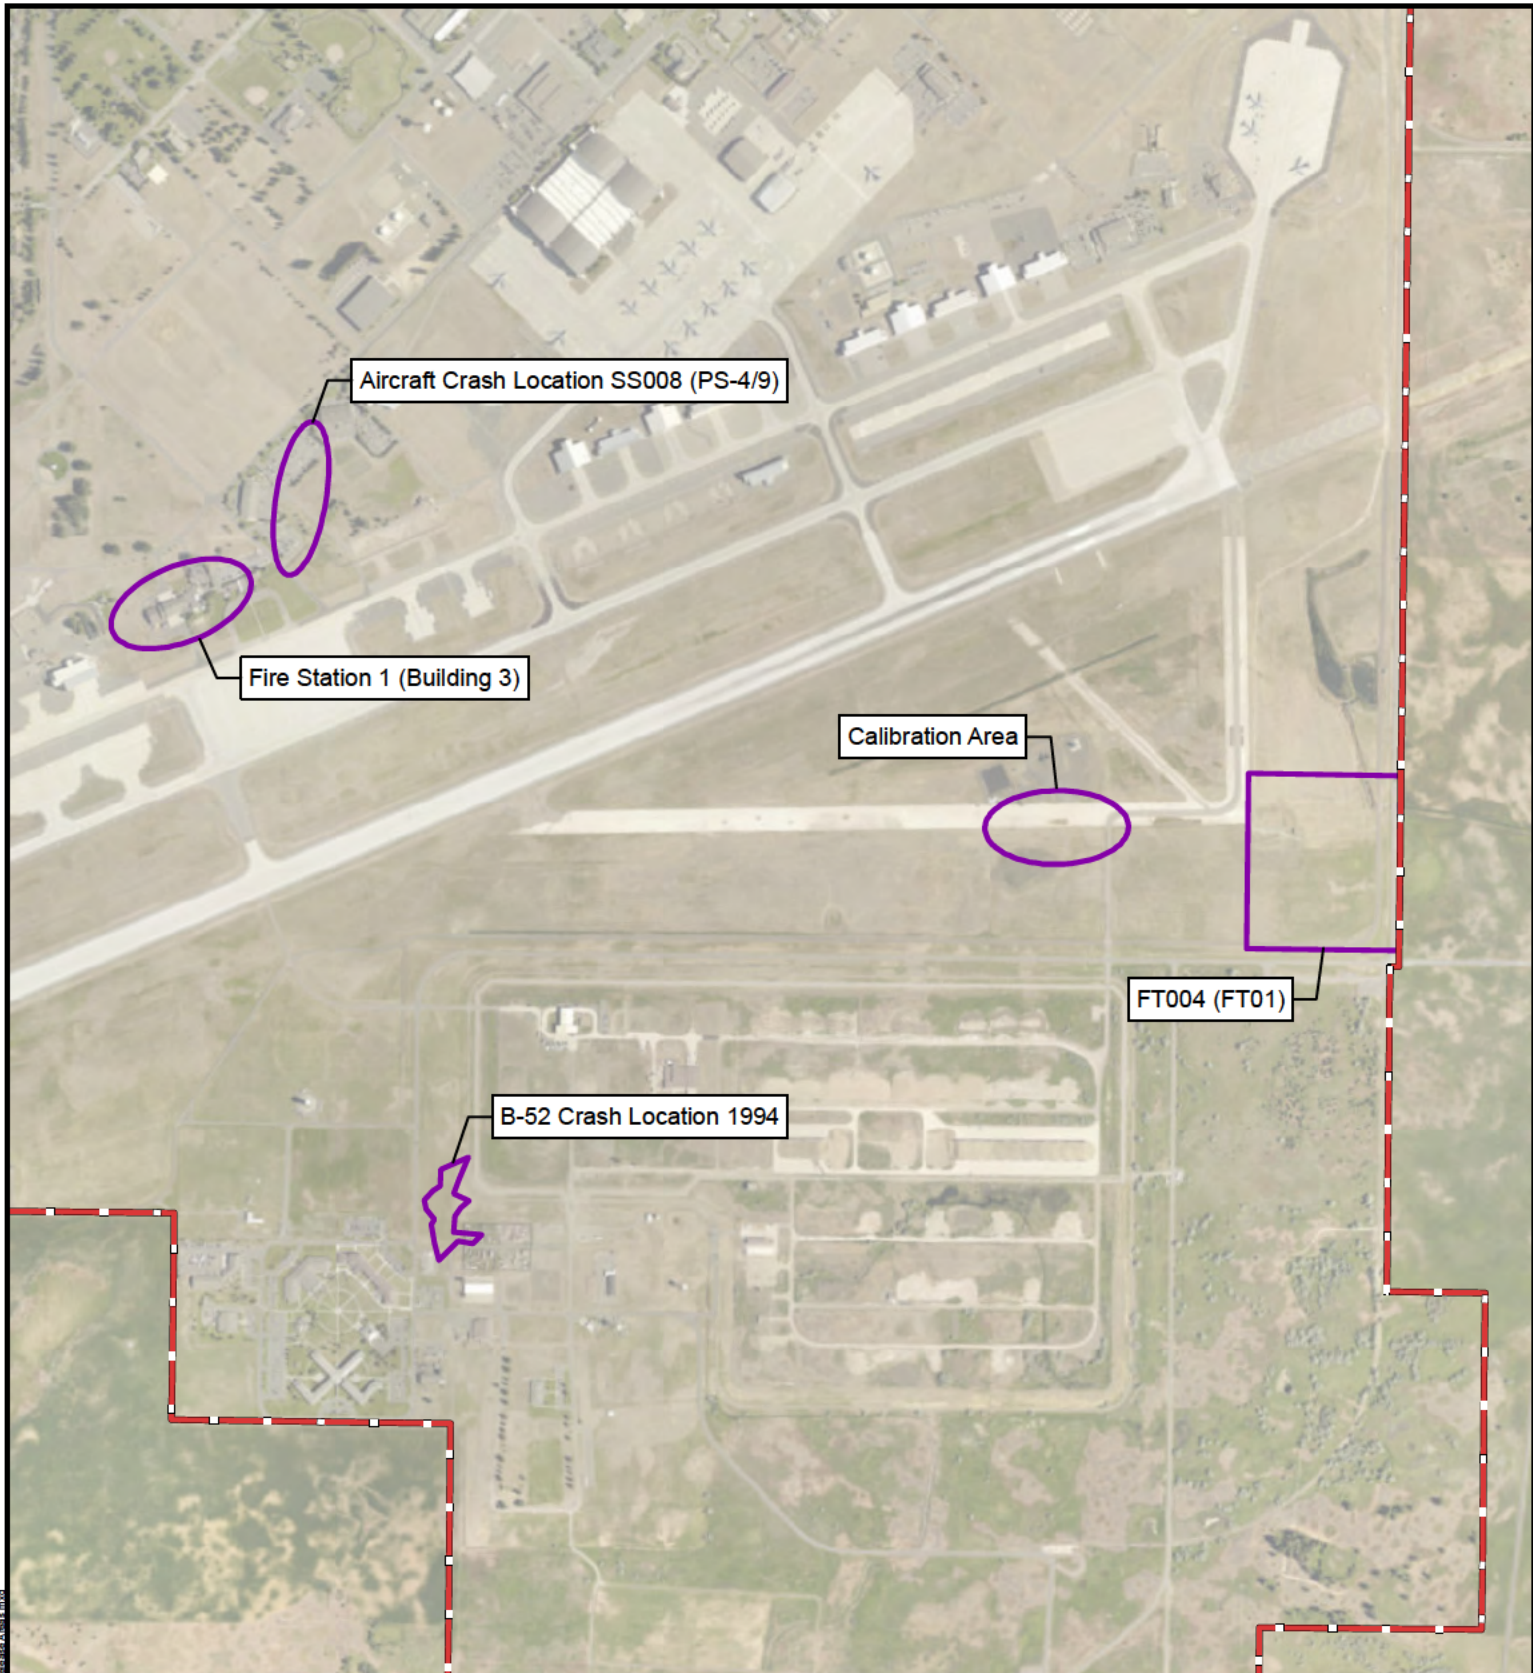 Aircraft Crash Location SS008 (PS-4/9)
Fire Station 1 (Building 3)
Calibration Area
FT004 (FT01)
B-52 Crash Location 1994